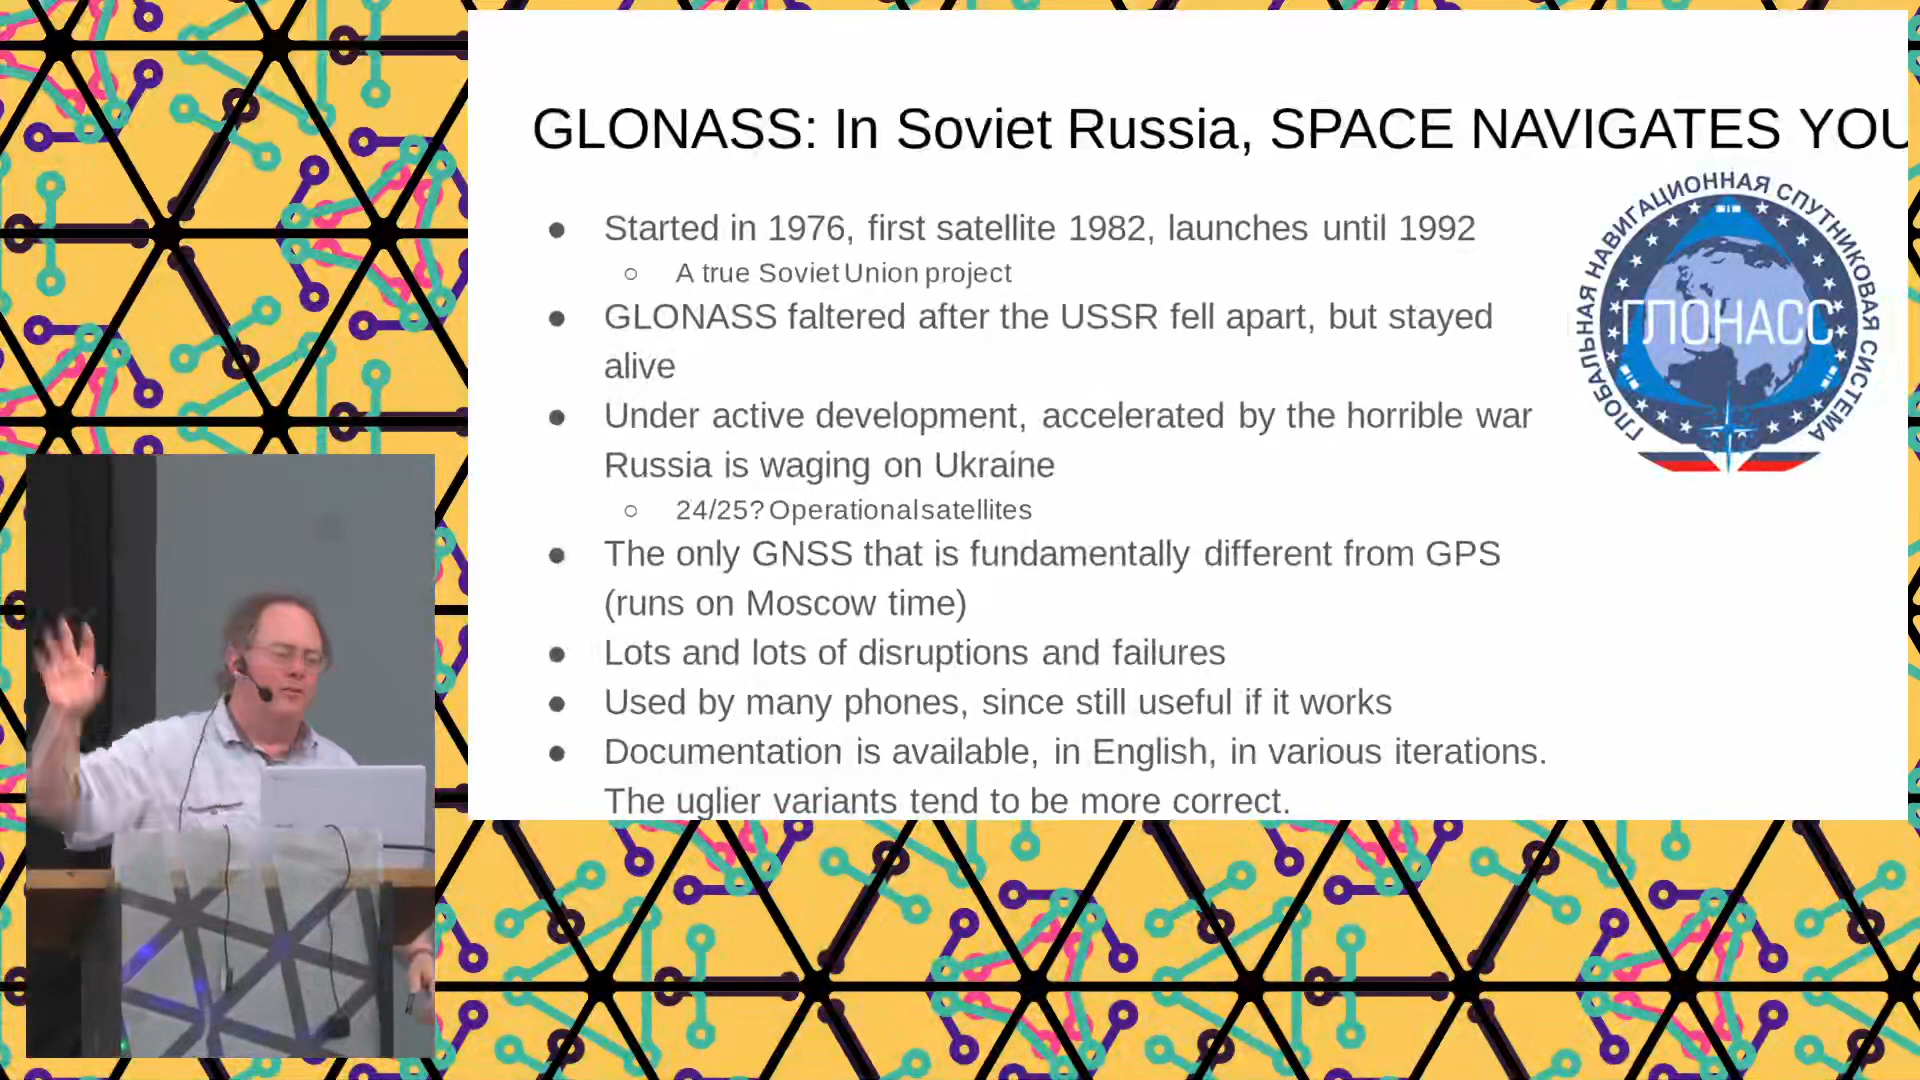 GLONASS: In Soviet Russia, SPACE NAVIGATES YOU
● Started in 1976, first satellite 1982, launches until 1992
○ A true Soviet Union project
● GLONASS faltered after the USSR fell apart, but stayed
alive
● Under active development, accelerated by the horrible war
Russia is waging on Ukraine
○ 24/25? Operational satellites
● The only GNSS that is fundamentally different from GPS
(runs on Moscow time)
● Lots and lots of disruptions and failures
● Used by many phones, since still useful if it works
● Documentation is available, in English, in various iterations.
The uglier variants tend to be more correct.
ГЛОБАЛЬНАЯ НАВИГАЦИОННАЯ СПУТНИКОВАЯ СИСТЕМА
ГЛОНАСС